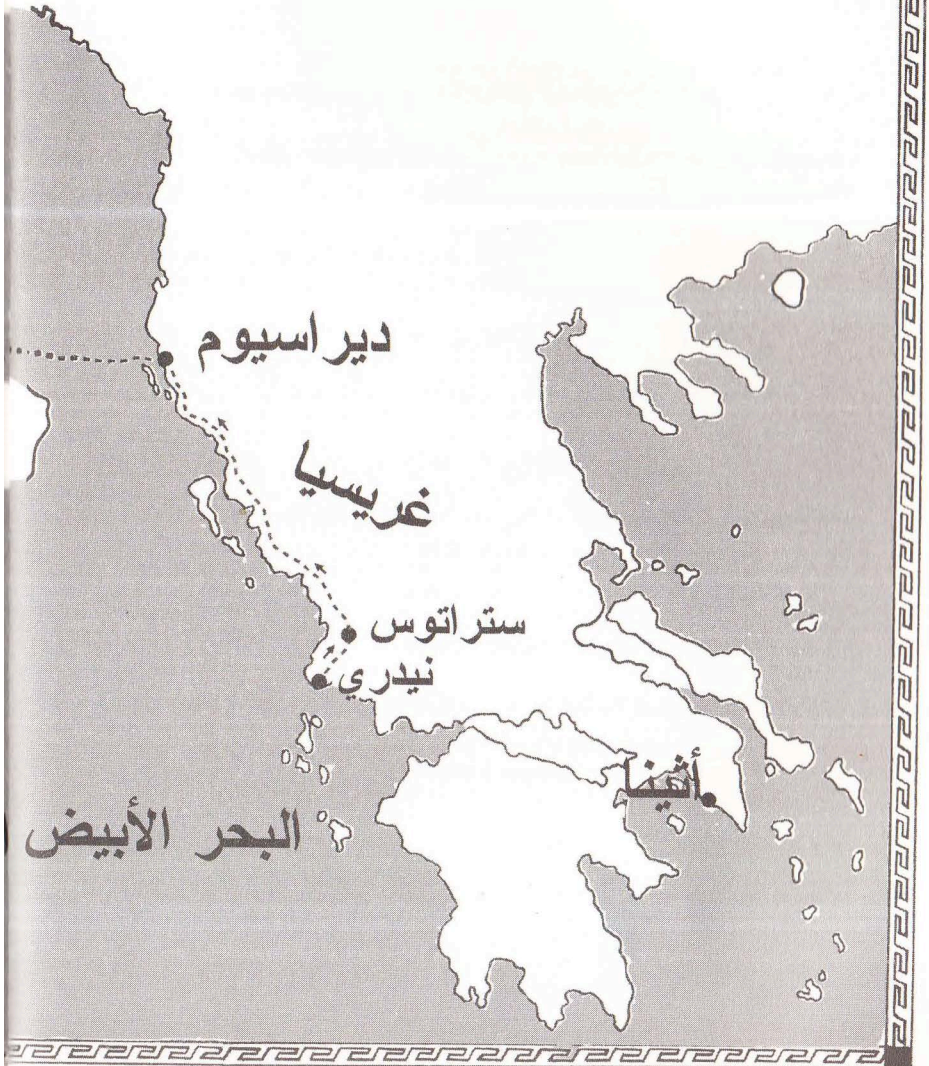 ديراسيوم
غريسيا
ستراتوس
نيدري
أثينا
البحر الأبيض